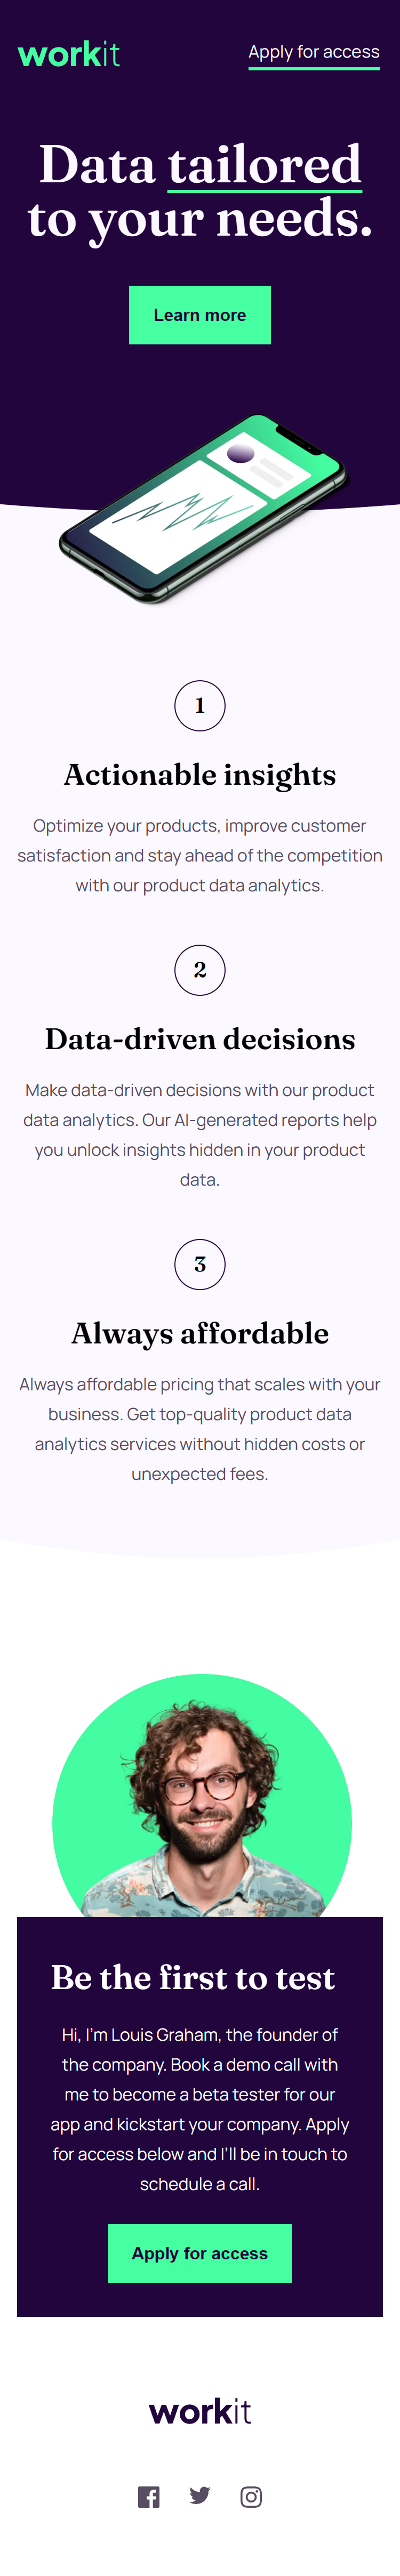 workit
Apply for access
Data tailored
to your needs.
Learn more
1
Actionable insights
Optimize your products, improve customer
satisfaction and stay ahead of the competition
with our product data analytics.
2
Data-driven decisions
Make data-driven decisions with our product
data analytics. Our AI-generated reports help
you unlock insights hidden in your product
data.
3
Always affordable
Always affordable pricing that scales with your
business. Get top-quality product data
analytics services without hidden costs or
unexpected fees.
Be the first to test
Hi, I'm Louis Graham, the founder of
the company. Book a demo call with
me to become a beta tester for our
app and kickstart your company. Apply
for access below and I'll be in touch to
schedule a call.
Apply for access
workit